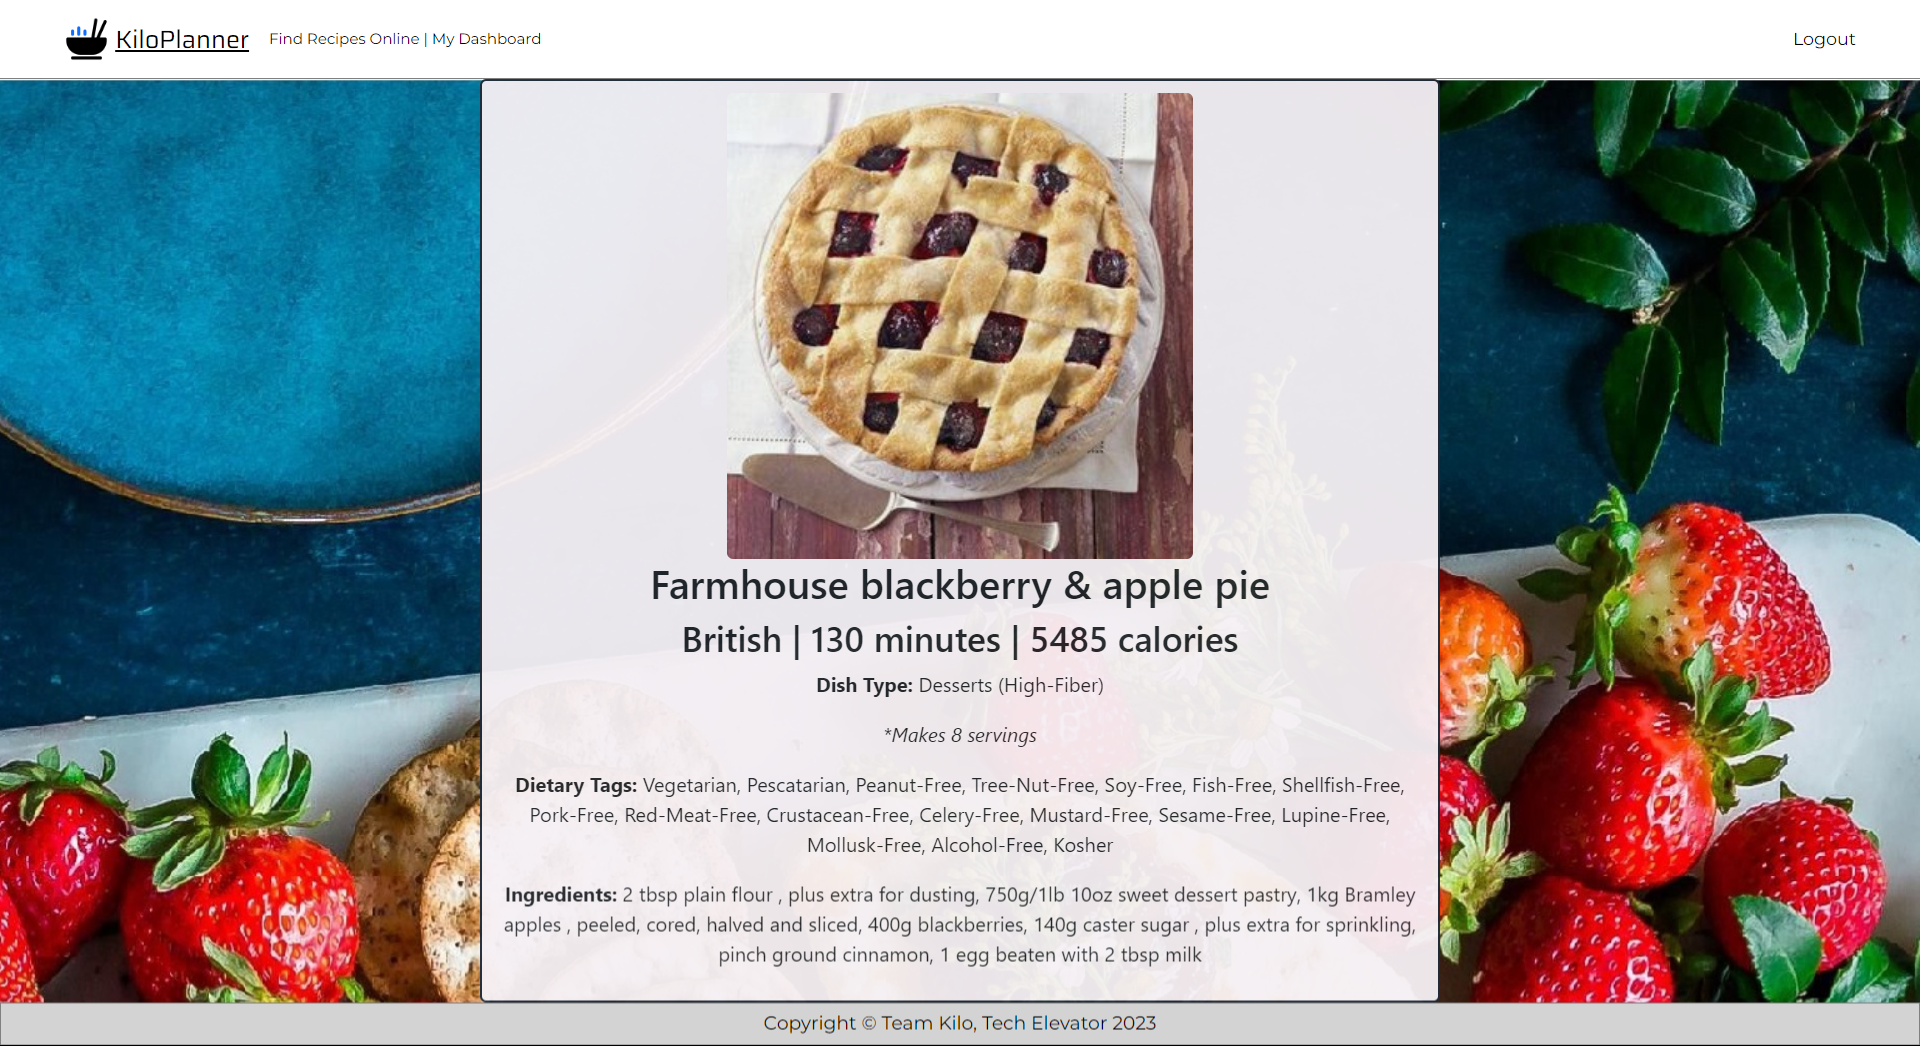 KiloPlanner
Find Recipes Online | My Dashboard
Logout
Farmhouse blackberry & apple pie
British | 130 minutes | 5485 calories
Dish Type: Desserts (High-Fiber)
*Makes 8 servings
Dietary Tags: Vegetarian, Pescatarian, Peanut-Free, Tree-Nut-Free, Soy-Free, Fish-Free, Shellfish-Free,
Pork-Free, Red-Meat-Free, Crustacean-Free, Celery-Free, Mustard-Free, Sesame-Free, Lupine-Free,
Mollusk-Free, Alcohol-Free, Kosher
Ingredients: 2 tbsp plain flour , plus extra for dusting, 750g/1lb 10oz sweet dessert pastry, 1kg Bramley
apples , peeled, cored, halved and sliced, 400g blackberries, 140g caster sugar , plus extra for sprinkling,
pinch ground cinnamon, 1 egg beaten with 2 tbsp milk
Copyright © Team Kilo, Tech Elevator 2023